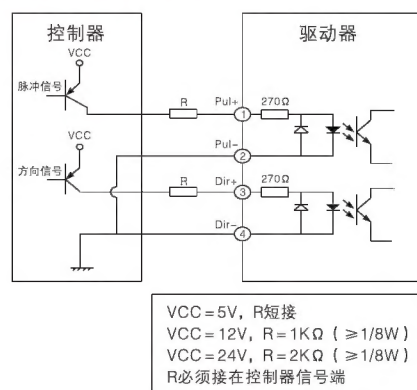 控制器
驱动器
VCC
脉冲信号
R
Pul+
1
270Ω
VCC
Pul-
2
方向信号
R
Dir+
3
270Ω
Dir-
4
VCC=5V，R短接
VCC=12V，R=1KΩ（≥1/8W）
VCC=24V，R=2KΩ（≥1/8W）
R必须接在控制器信号端